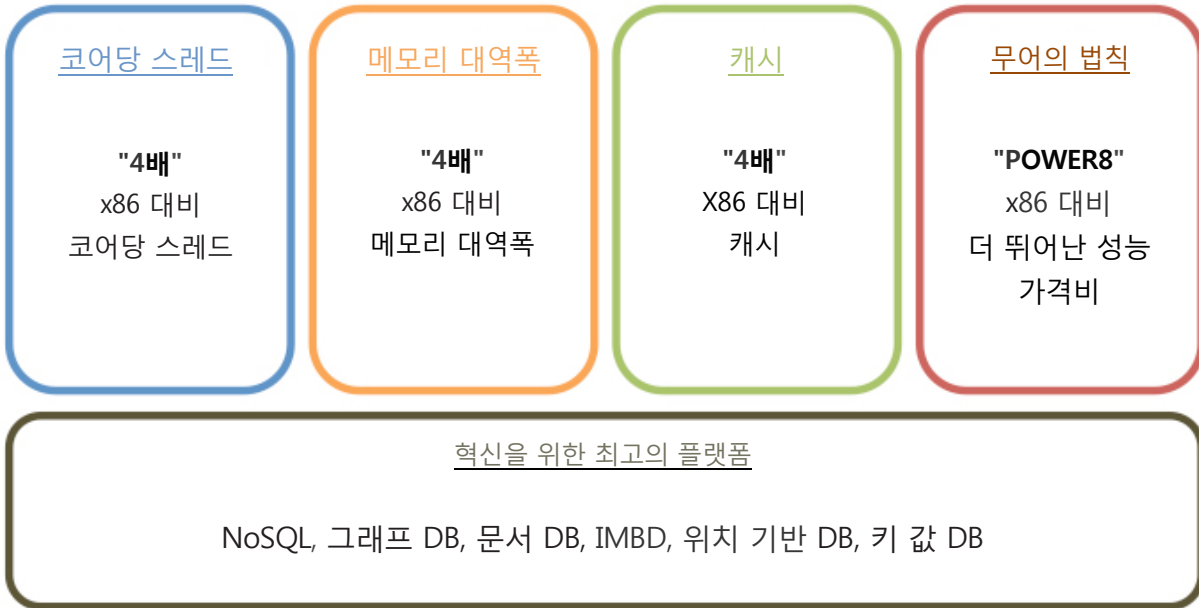 코어당 스레드
"4배"
x86 대비
코어당 스레드
메모리 대역폭
"4배"
x86 대비
메모리 대역폭
캐시
"4배"
X86 대비
캐시
무어의 법칙
"POWER8"
x86 대비
더 뛰어난 성능
가격비
혁신을 위한 최고의 플랫폼
NoSQL, 그래프 DB, 문서 DB, IMBD, 위치 기반 DB, 키 값 DB